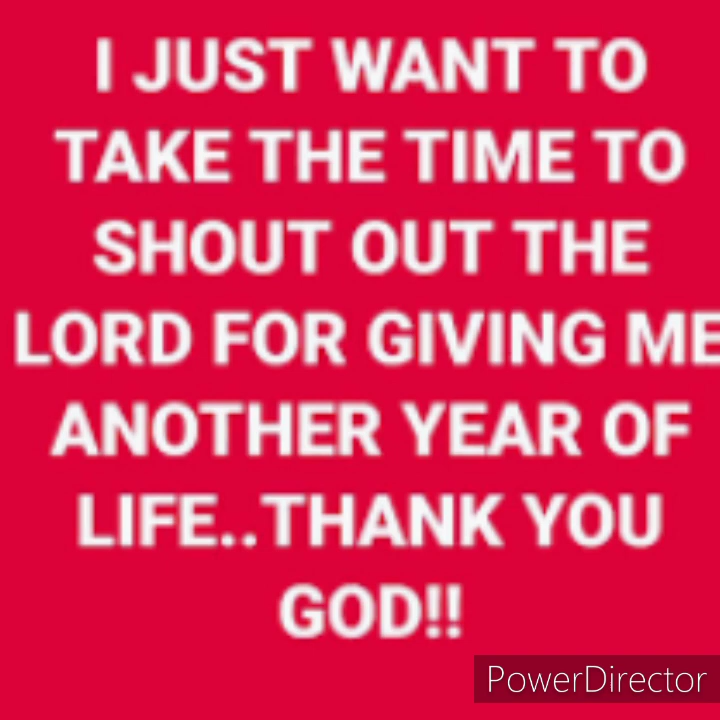 I JUST WANT TO
TAKE THE TIME TO
SHOUT OUT THE
LORD FOR GIVING ME
ANOTHER YEAR OF
LIFE..THANK YOU
GOD!!
PowerDirector